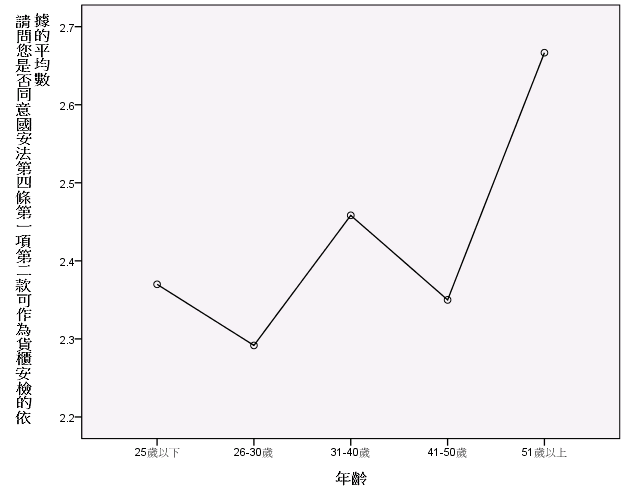 請問您是否同意國安法第四條第一項第二款可作為貨櫃安檢的依
據的平均數
2.7
2.6
2.5
2.4
2.3
2.2
25歲以下
26-30歲
31-40歲
41-50歲
51歲以上
年齡